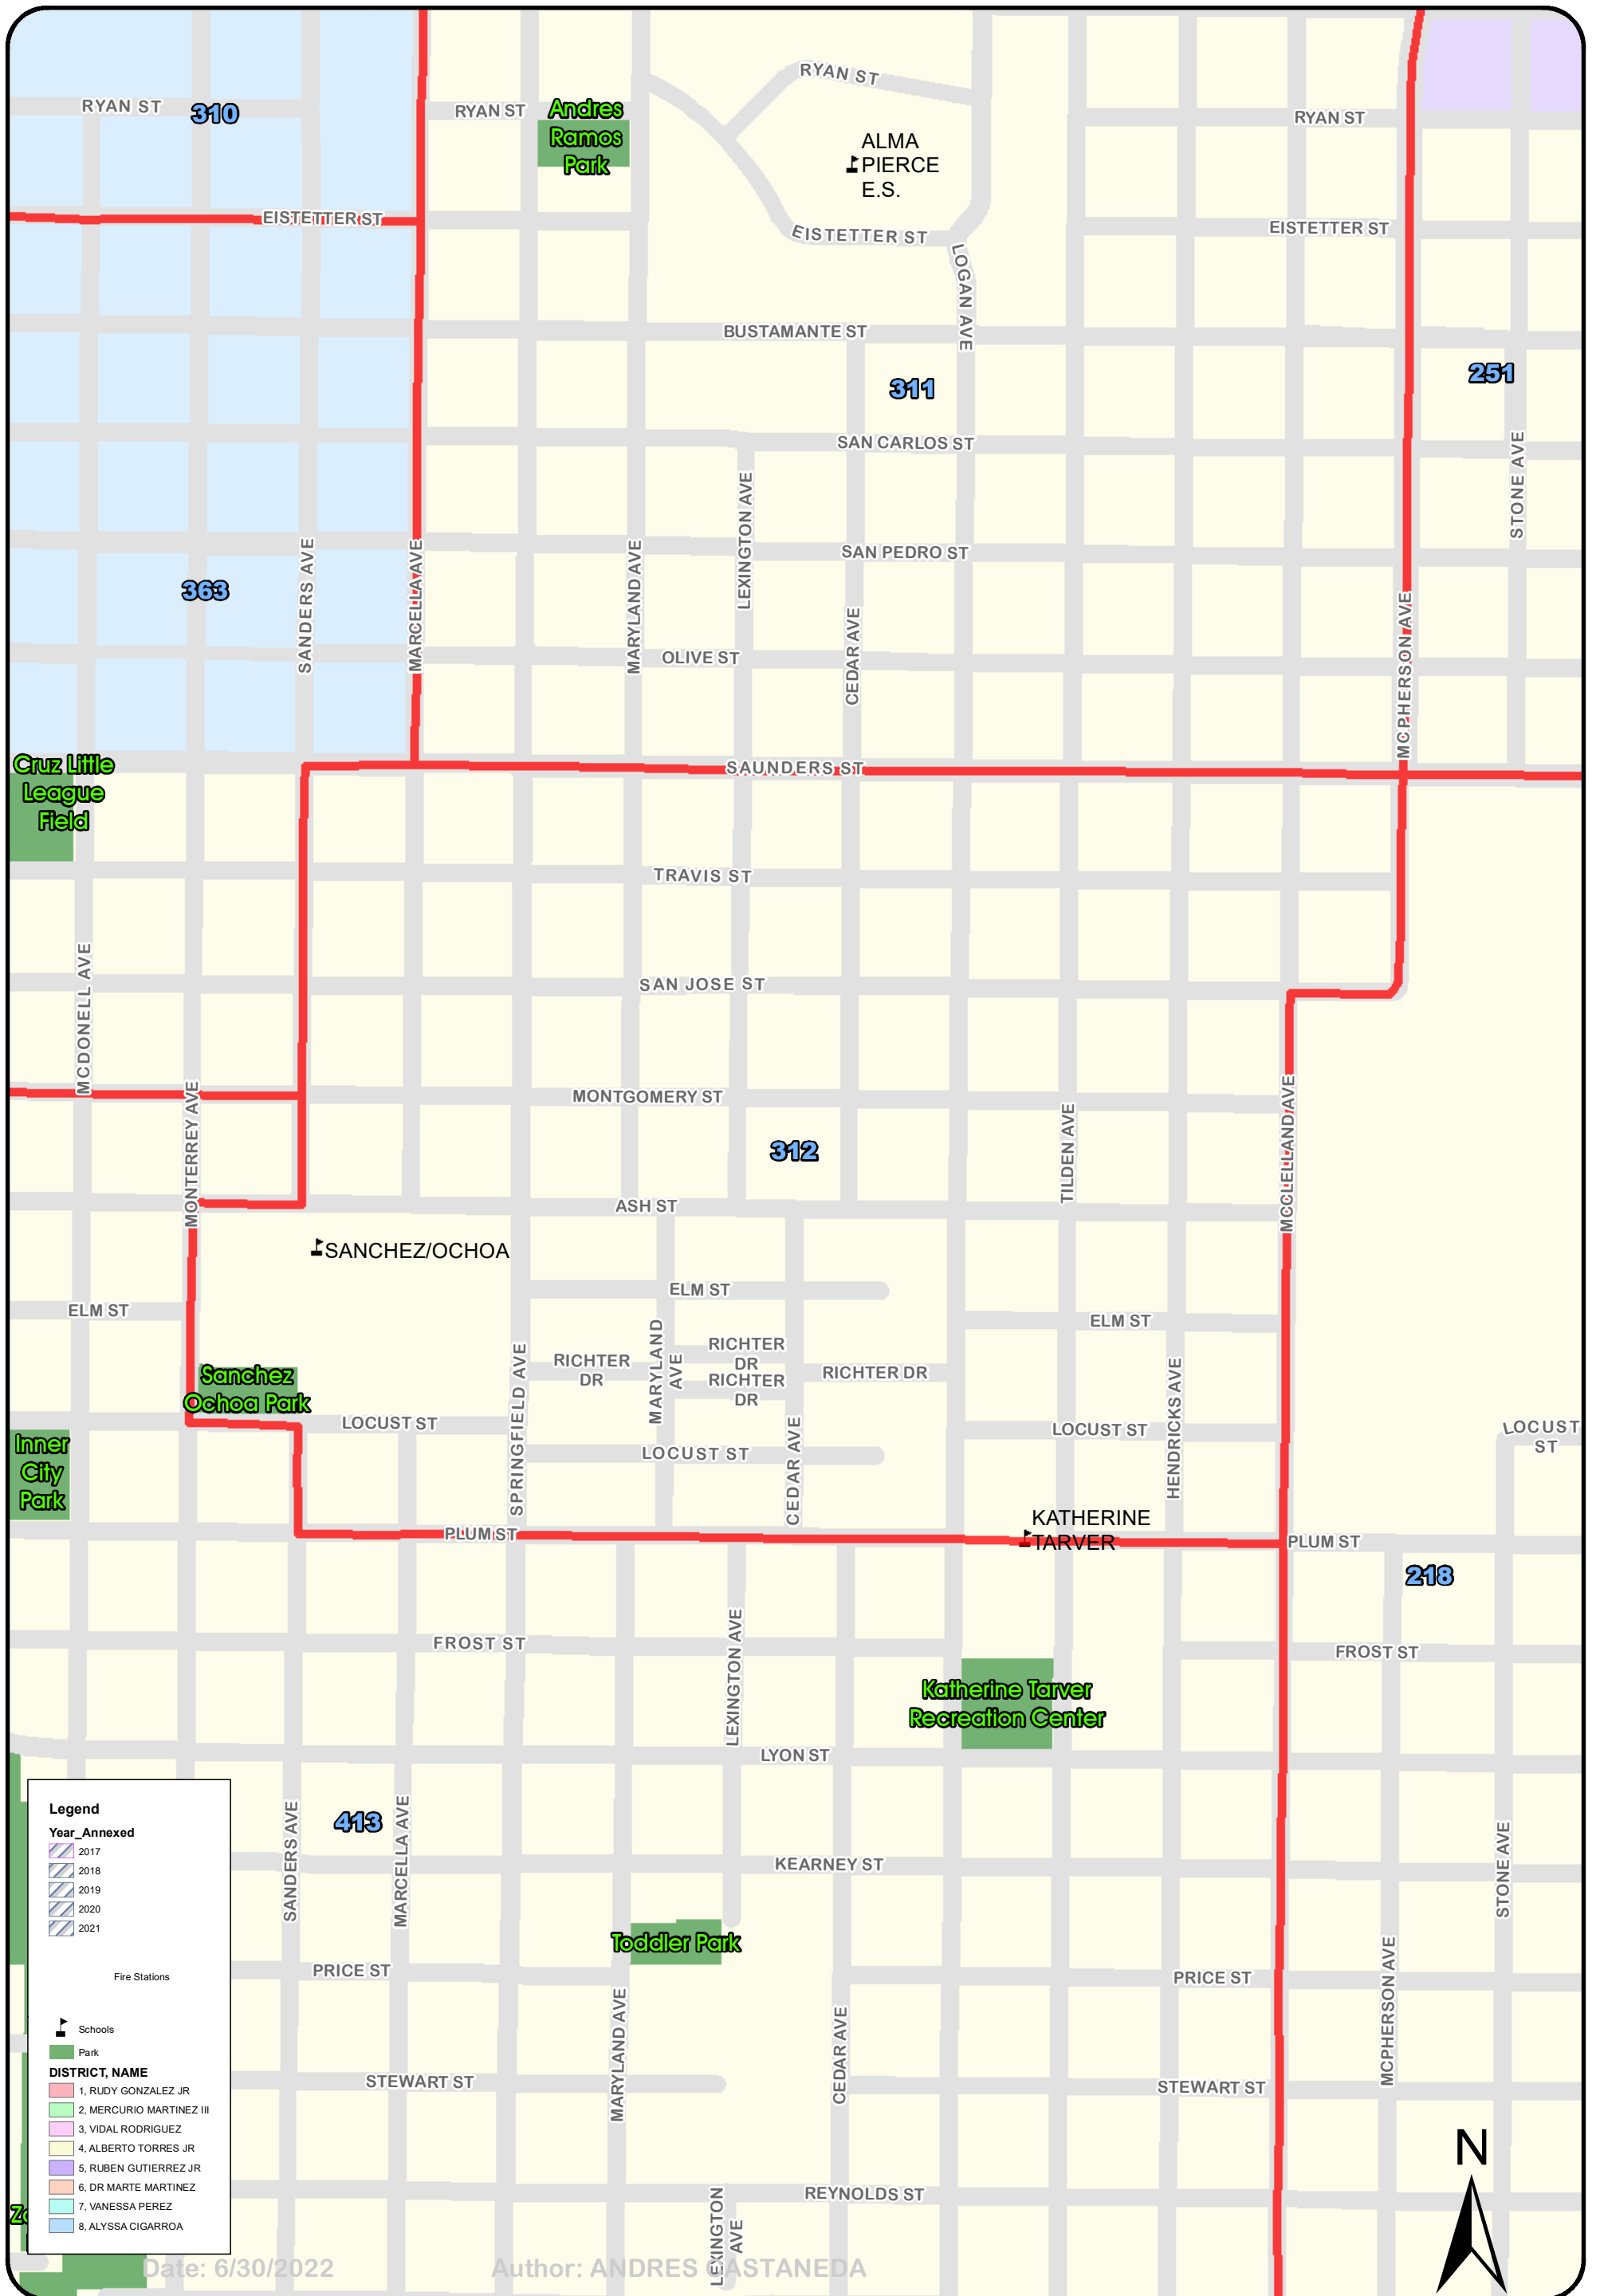 RYAN ST
310
RYAN ST
Andres
Ramos
Park
RYAN ST
ALMA
PIERCE
E.S.
RYAN ST
EISTETTER ST
EISTETTER ST
EISTETTER ST
LOGAN AVE
BUSTAMANTE ST
311
251
SAN CARLOS ST
STONE AVE
LEXINGTON AVE
SAN PEDRO ST
363
SANDERS AVE
MARCELLA AVE
MARYLAND AVE
CEDAR AVE
MCPHERSON AVE
OLIVE ST
Cruz Little
League
Field
SAUNDERS ST
TRAVIS ST
MCDONELL AVE
SAN JOSE ST
MONTERREY AVE
MONTGOMERY ST
312
TILDEN AVE
MCCLELLAND AVE
ASH ST
SANCHEZ/OCHOA
ELM ST
ELM ST
ELM ST
SPRINGFIELD AVE
RICHTER
DR
MARYLAND
AVE
RICHTER
DR
RICHTER
DR
RICHTER DR
HENDRICKS AVE
Sanchez
Ochoa Park
LOCUST ST
LOCUST ST
CEDAR AVE
LOCUST ST
LOCUST
ST
Inner
City
Park
PLUM ST
KATHERINE
TARVER
PLUM ST
218
FROST ST
LEXINGTON AVE
FROST ST
Katherine Tarver
Recreation Center
LYON ST
413
SANDERS AVE
MARCELLA AVE
KEARNEY ST
STONE AVE
Toddler Park
PRICE ST
PRICE ST
MARYLAND AVE
CEDAR AVE
MCPHERSON AVE
STEWART ST
STEWART ST
REYNOLDS ST
LEXINGTON
AVE
N
Legend
Year_Annexed
2017
2018
2019
2020
2021
Fire Stations
Schools
Park
DISTRICT, NAME
1, RUDY GONZALEZ JR
2, MERCURIO MARTINEZ III
3, VIDAL RODRIGUEZ
4, ALBERTO TORRES JR
5, RUBEN GUTIERREZ JR
6, DR MARTE MARTINEZ
7, VANESSA PEREZ
8, ALYSSA CIGARROA
Date: 6/30/2022
Author: ANDRES CASTANEDA